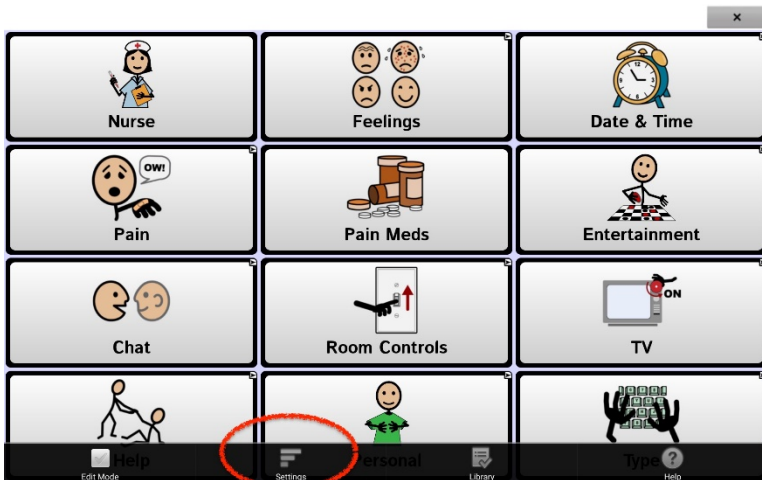 ×
Nurse
Feelings
Date & Time
OW!
Pain
Pain Meds
Entertainment
Chat
Room Controls
ON
TV
Help
Personal
Type
Edit Mode
Settings
Library
Help